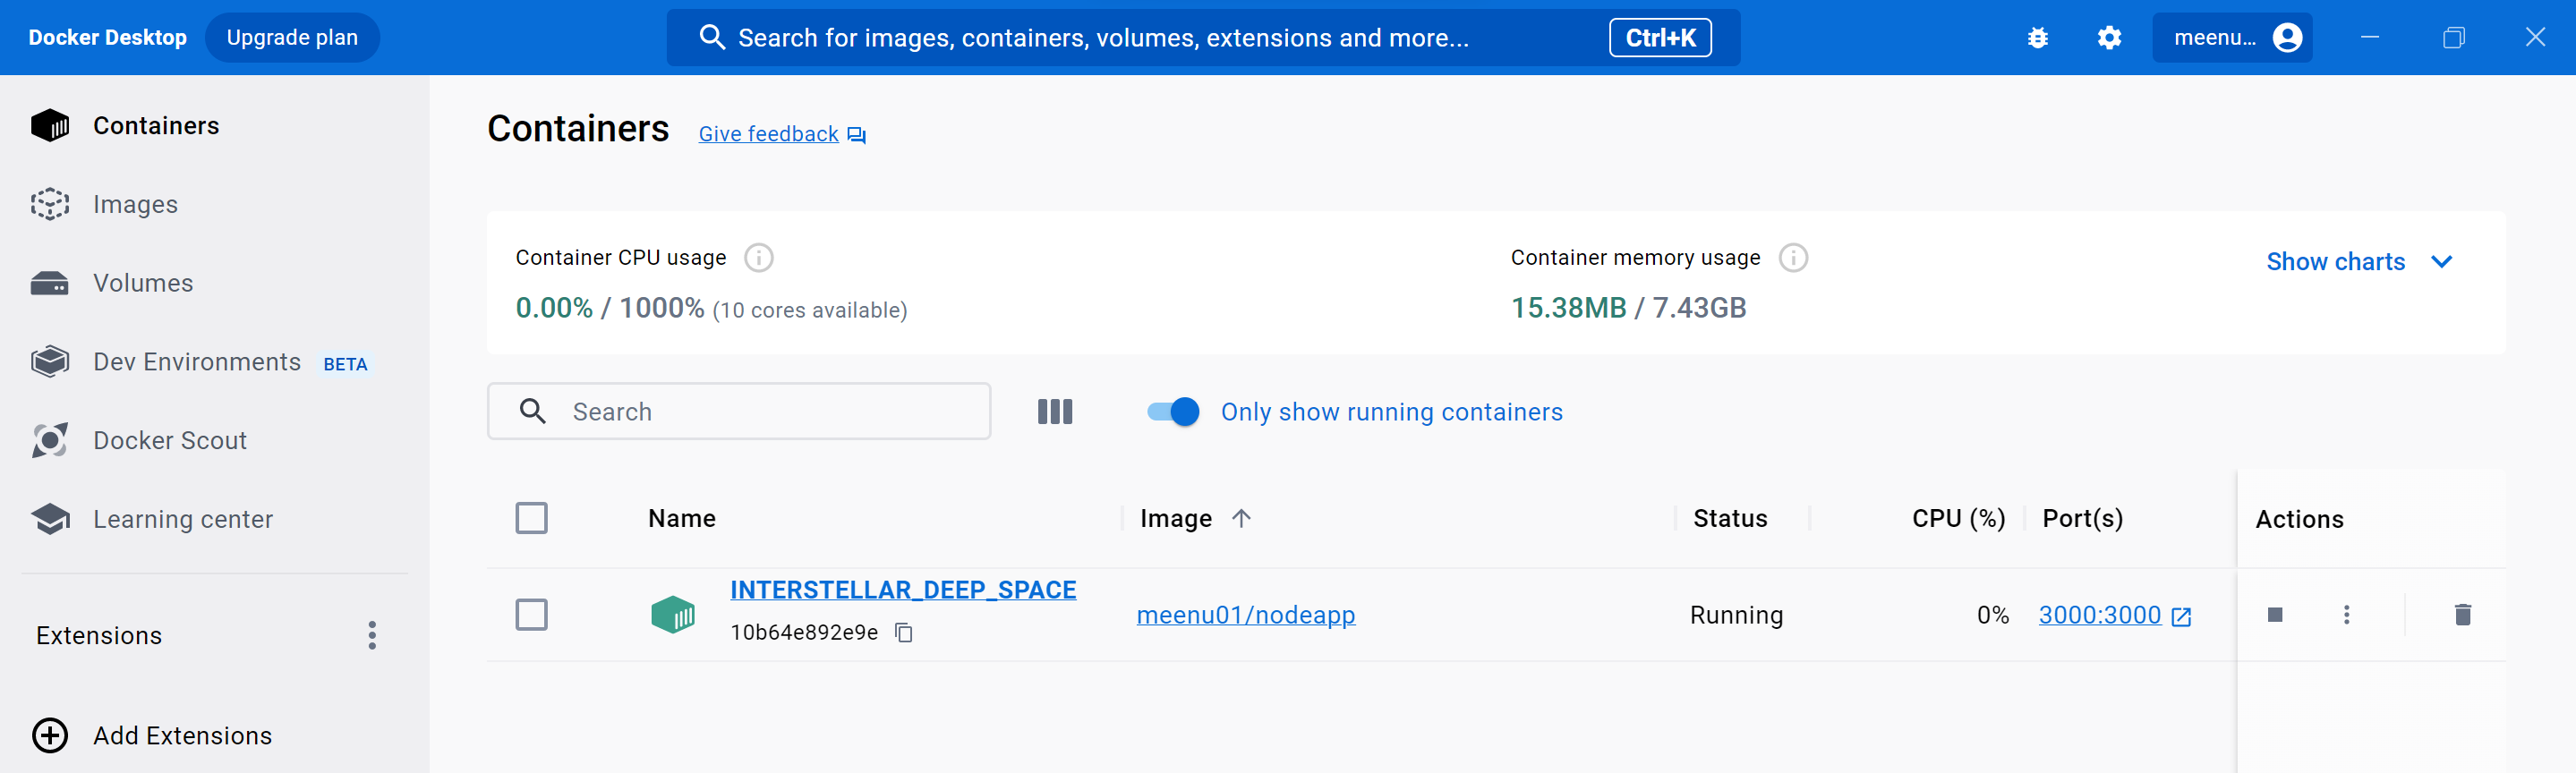 Docker Desktop Upgrade plan Search for images, containers, volumes, extensions and more... Ctrl+K meenu...
Containers
Images
Volumes
Dev Environments BETA
Docker Scout
Learning center
Extensions
Add Extensions
Containers Give feedback
Container CPU usage
0.00% / 1000% (10 cores available)
Container memory usage
15.38MB / 7.43GB
Show charts
Search
Only show running containers
Name Image Status CPU (%) Port(s) Actions
INTERSTELLAR_DEEP_SPACE
10b64e892e9e
meenu01/nodeapp Running 0% 3000:3000